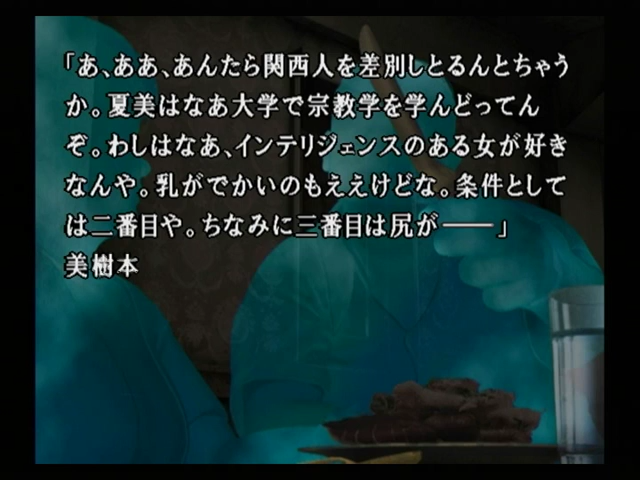 「あ、ああ、あんたら関西人を差別しとるんとちゃう
か。夏美はなあ大学で宗教学を学んどってん
ぞ。わしはなあ、インテリジェンスのある女が好き
なんや。乳がでかいのもええけどな。条件として
は二番目や。ちなみに三番目は尻が――」
美樹本